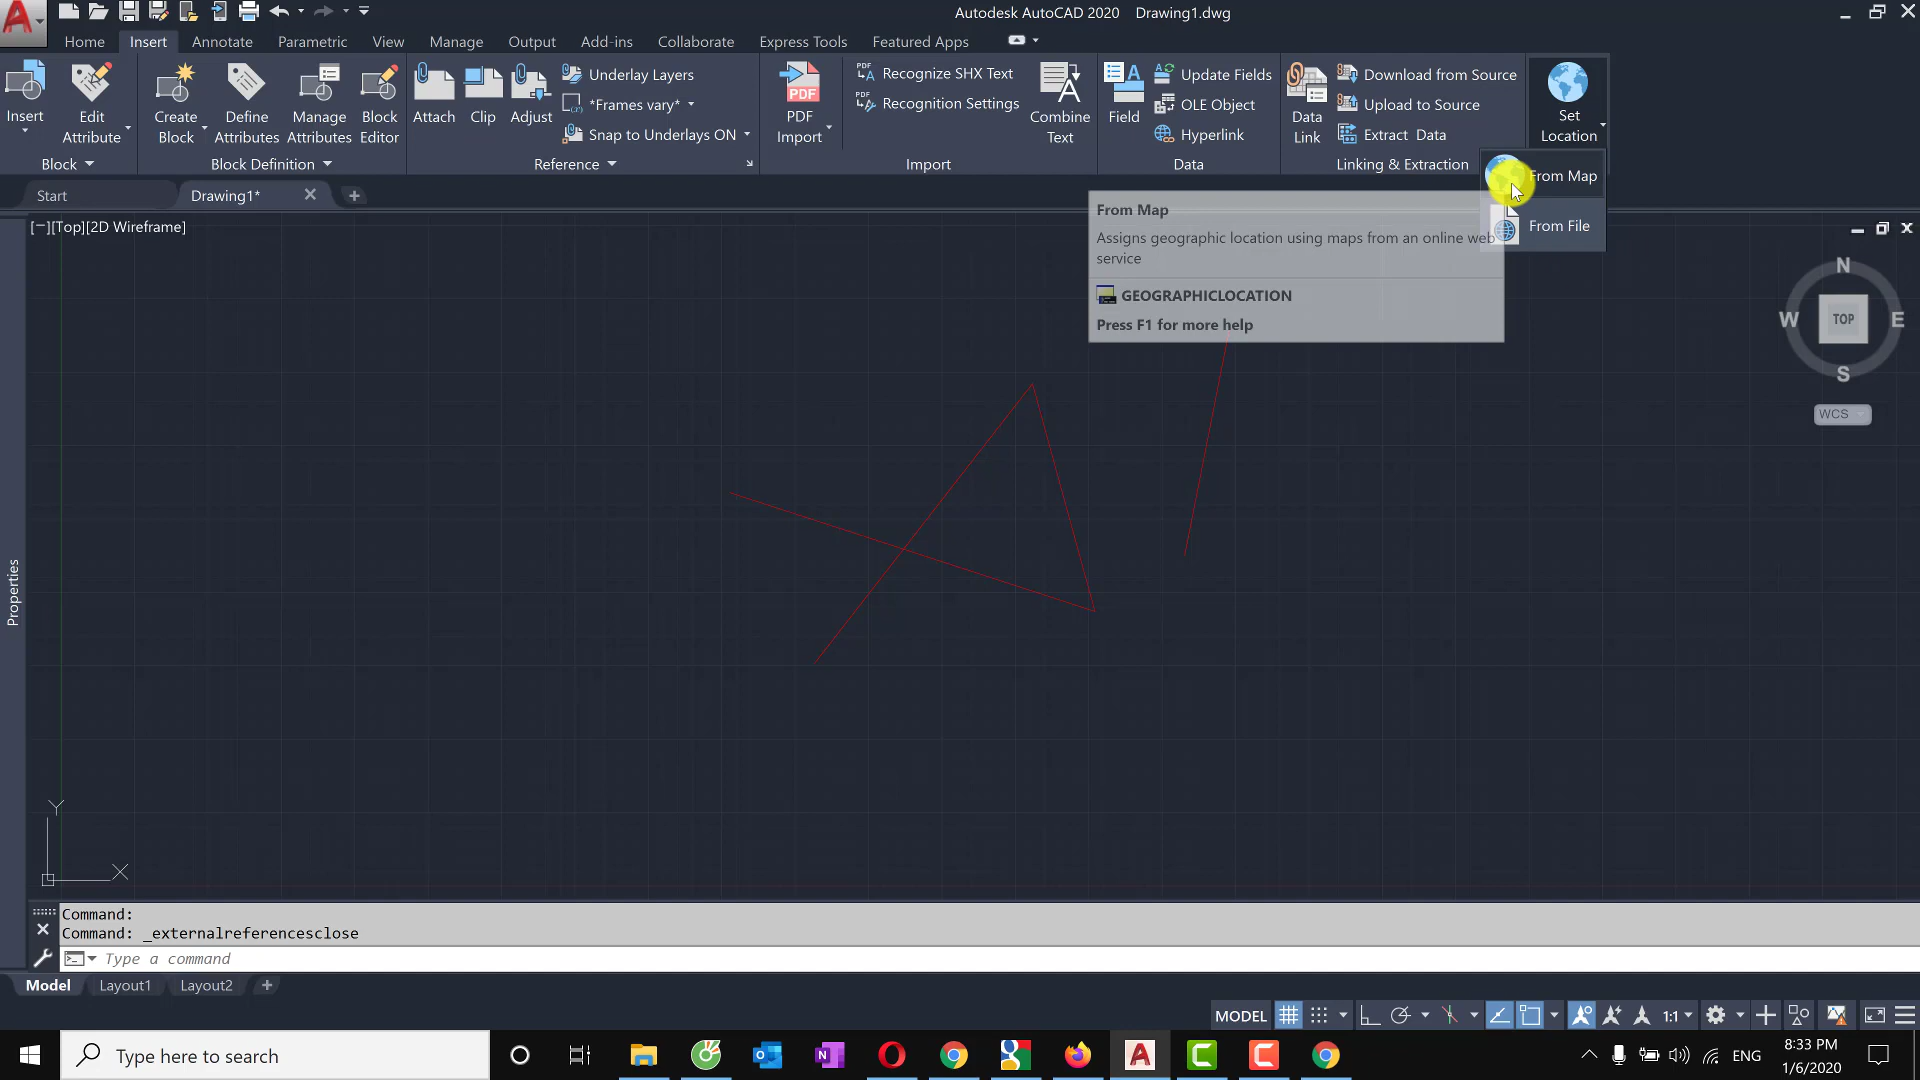 Autodesk AutoCAD 2020 Drawing1.dwg
Home Insert Annotate Parametric View Manage Output Add-ins Collaborate Express Tools Featured Apps
Insert
Edit
Attribute
Block
Create
Block
Define
Attributes
Manage
Attributes
Block
Editor
Block Definition
Attach
Clip
Adjust
Underlay Layers
*Frames vary*
Snap to Underlays ON
Reference
PDF
Import
Recognize SHX Text
Recognition Settings
Combine
Text
Import
Field
Update Fields
OLE Object
Hyperlink
Data
Data
Link
Download from Source
Upload to Source
Extract Data
Linking & Extraction
Set
Location
From Map
From File
Start
Drawing1*
[−][Top][2D Wireframe]
From Map
Assigns geographic location using maps from an online web
service
GEOGRAPHICLOCATION
Press F1 for more help
N
W
TOP
E
S
WCS
Properties
Y
X
Command:
Command: _externalreferencesclose
Type a command
Model Layout1 Layout2
MODEL
1:1
Type here to search
ENG
8:33 PM
1/6/2020